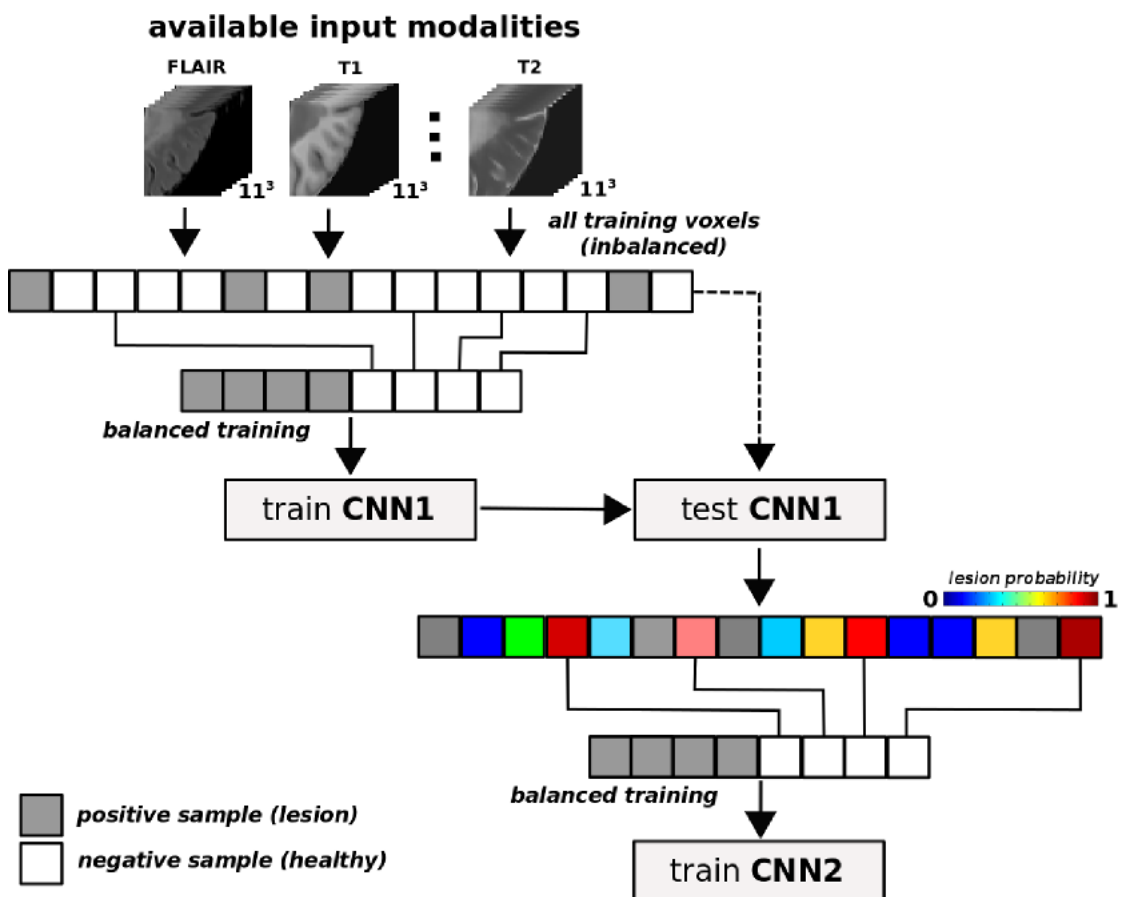 available input modalities
FLAIR
T1
T2
11³
11³
11³
all training voxels
(inbalanced)
balanced training
train CNN1
test CNN1
lesion probability
0
1
balanced training
positive sample (lesion)
negative sample (healthy)
train CNN2